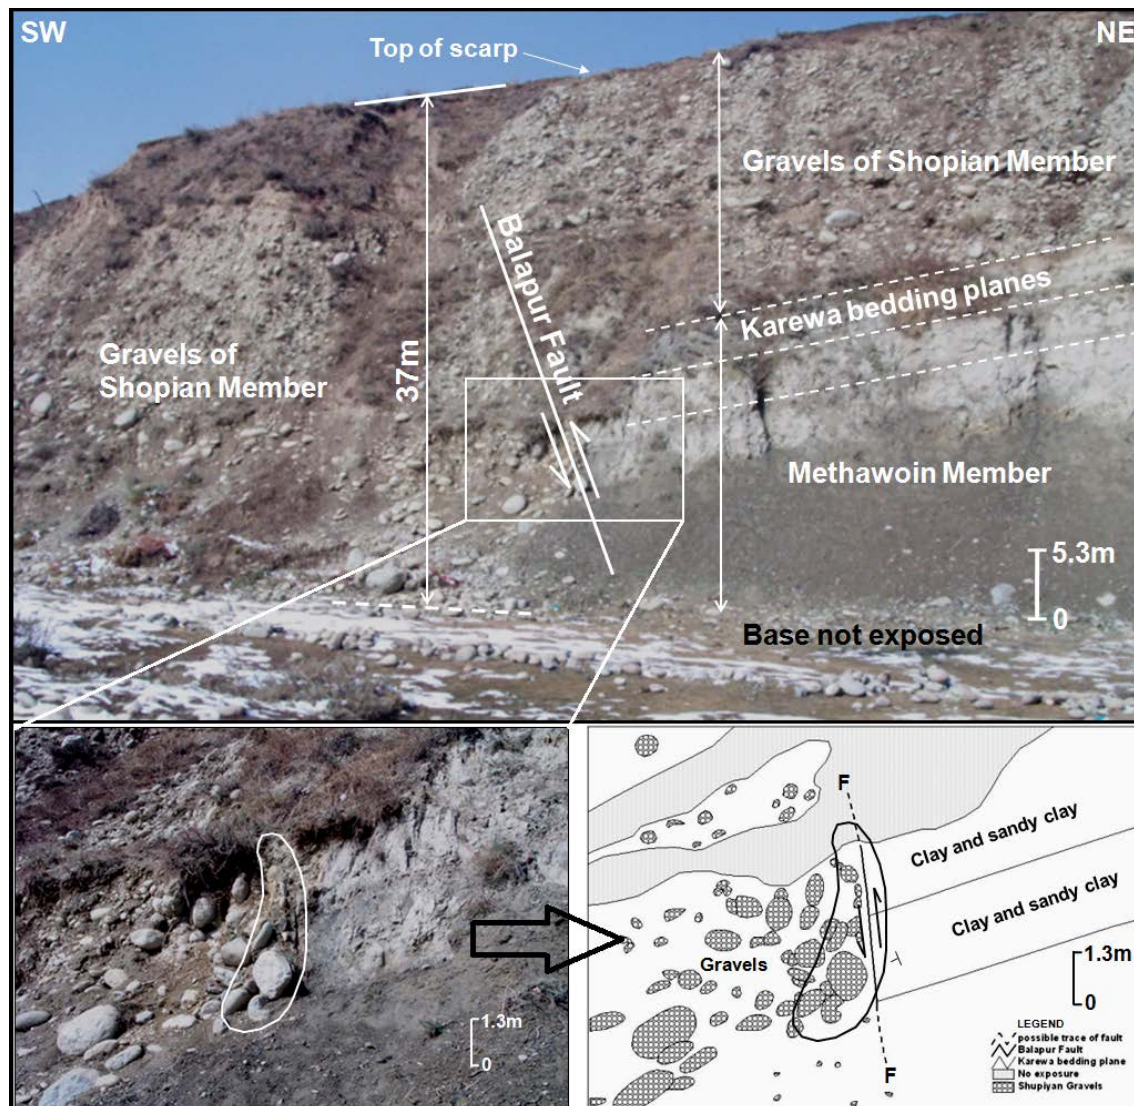 SW
NE
Top of scarp
Gravels of Shopian Member
Balapur Fault
Karewa bedding planes
Gravels of
Shopian Member
37m
Methawoin Member
5.3m
0
Base not exposed
1.3m
0
F
Clay and sandy clay
Clay and sandy clay
Gravels
1.3m
0
LEGEND
possible trace of fault
Balapur Fault
Karewa bedding plane
No exposure
Shupiyan Gravels
F